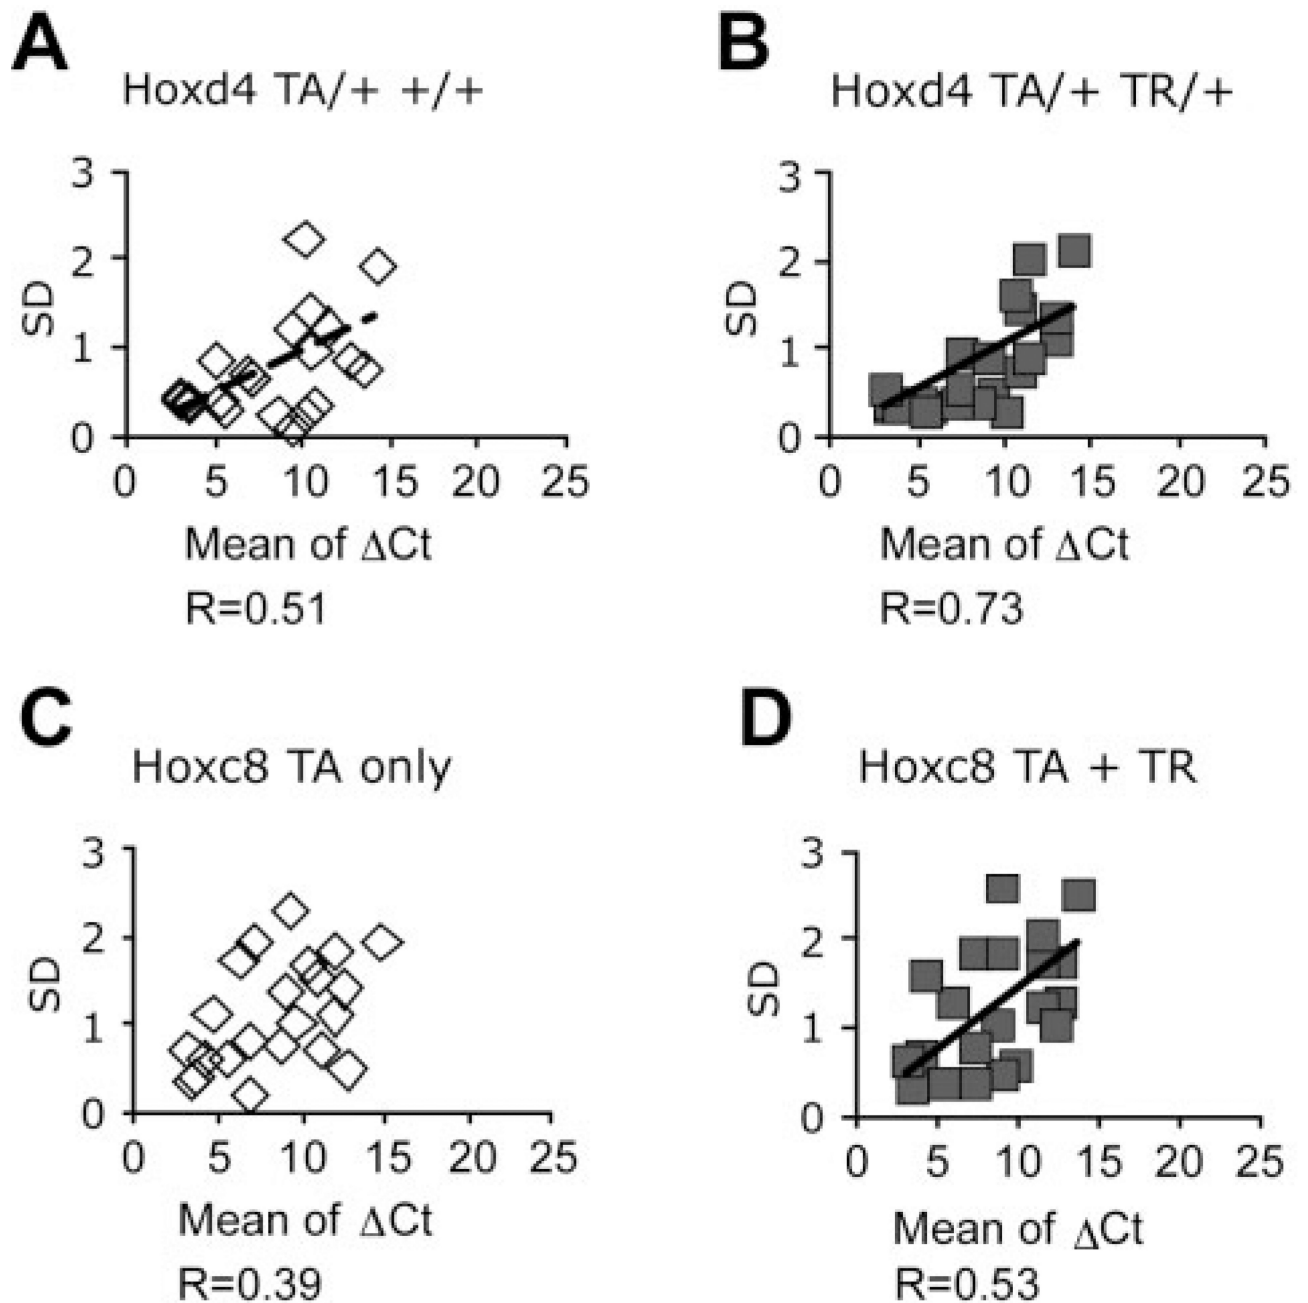 A
Hoxd4 TA/+ +/+
3
2
1
0
SD
0 5 10 15 20 25
Mean of ΔCt
R=0.51
B
Hoxd4 TA/+ TR/+
3
2
1
0
SD
0 5 10 15 20 25
Mean of ΔCt
R=0.73
C
Hoxc8 TA only
3
2
1
0
SD
0 5 10 15 20 25
Mean of ΔCt
R=0.39
D
Hoxc8 TA + TR
3
2
1
0
SD
0 5 10 15 20 25
Mean of ΔCt
R=0.53